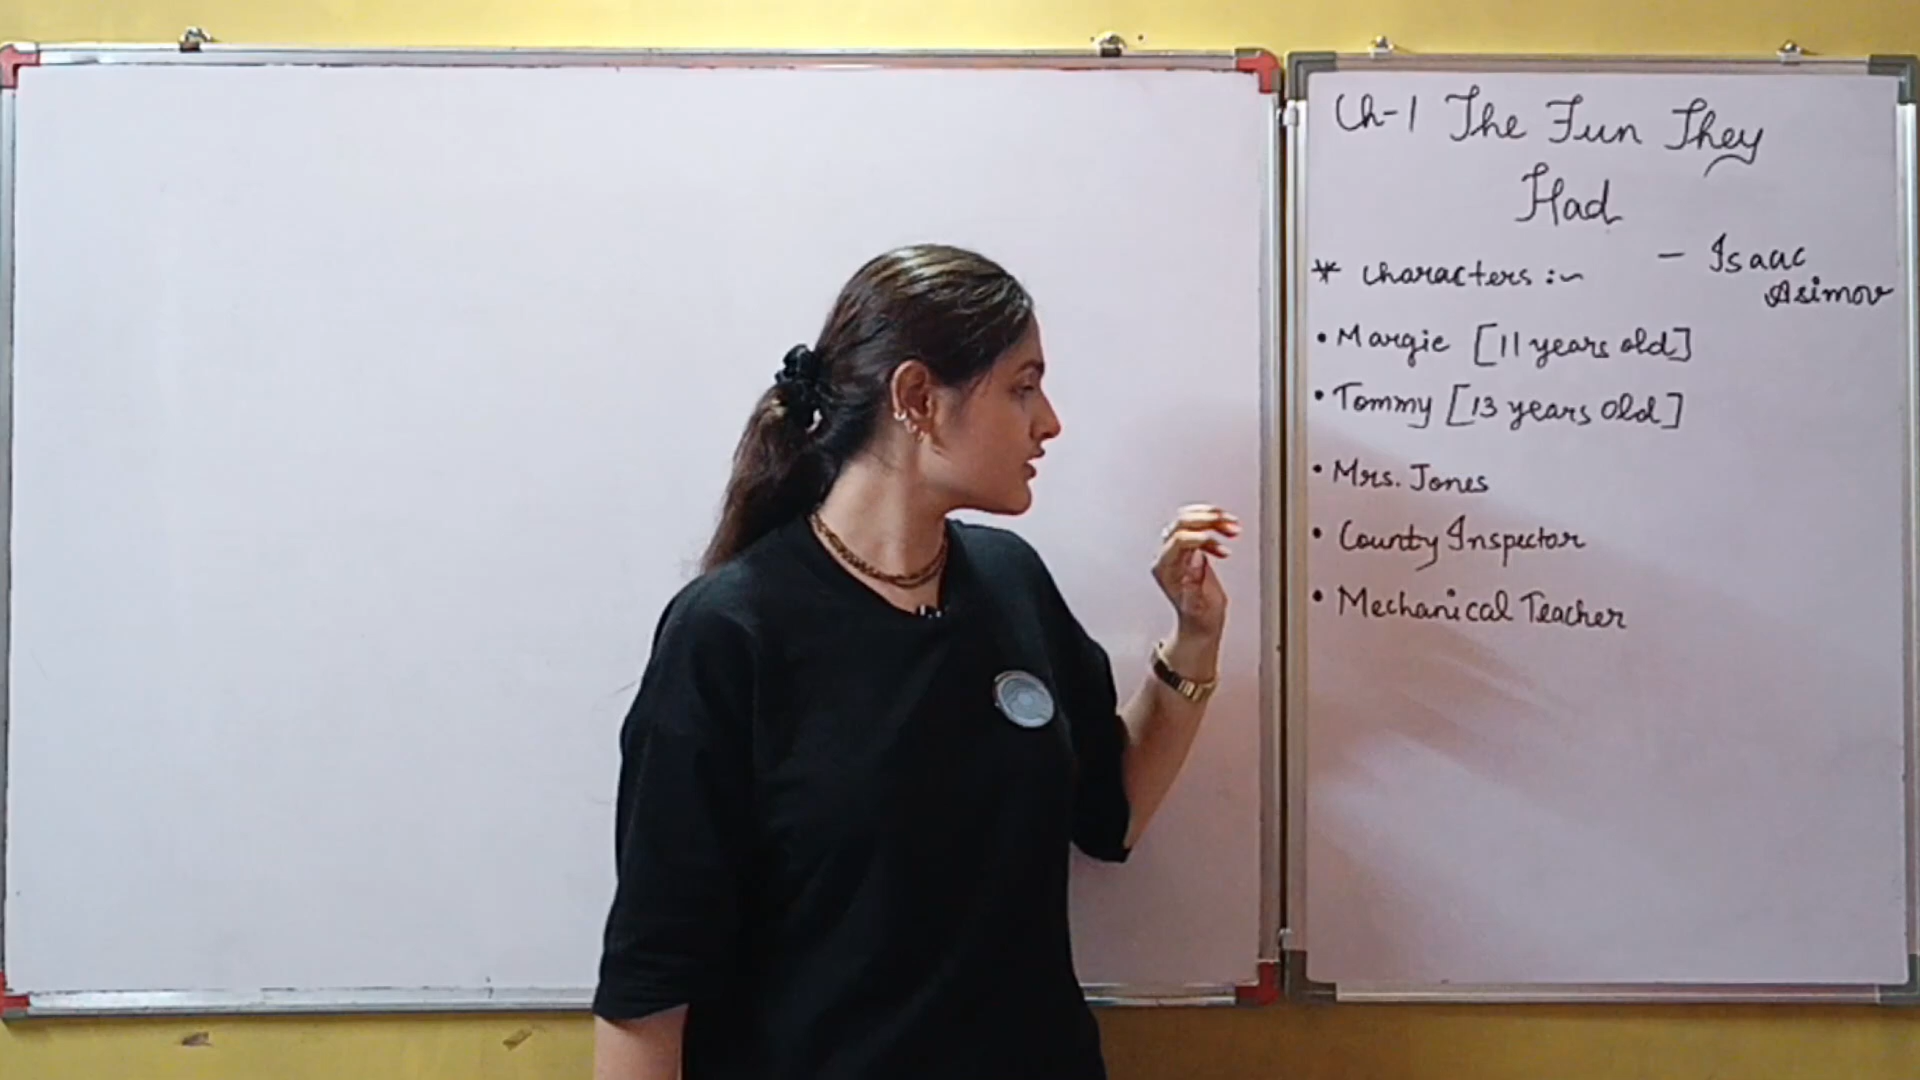 Ch-1 The Fun They
Had
- Isaac
Asimov
* characters :~
• Margie [11 years old]
• Tommy [13 years old]
• Mrs. Jones
• County Inspector
• Mechanical Teacher